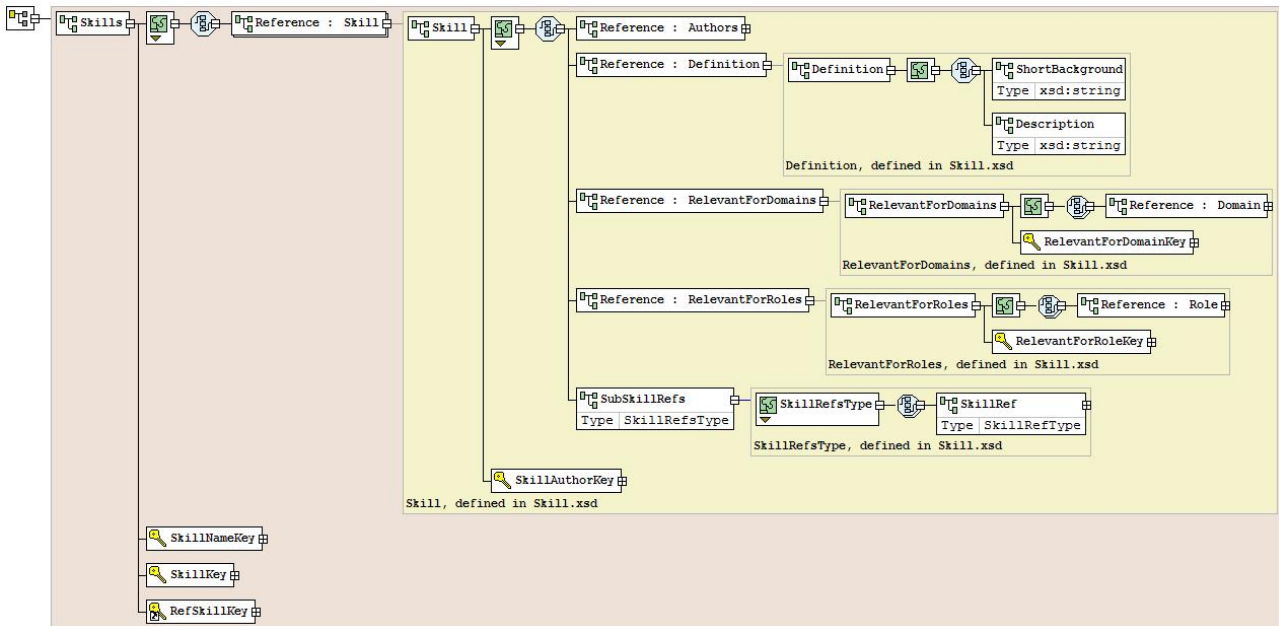 Skills
Reference : Skill
Skill
Reference : Authors
Reference : Definition
Definition
ShortBackground
Type xsd:string
Description
Type xsd:string
Definition, defined in Skill.xsd
Reference : RelevantForDomains
RelevantForDomains
Reference : Domain
RelevantForDomainKey
RelevantForDomains, defined in Skill.xsd
Reference : RelevantForRoles
RelevantForRoles
Reference : Role
RelevantForRoleKey
RelevantForRoles, defined in Skill.xsd
SubSkillRefs
Type SkillRefsType
SkillRefsType
SkillRef
Type SkillRefType
SkillRefsType, defined in Skill.xsd
SkillAuthorKey
Skill, defined in Skill.xsd
SkillNameKey
SkillKey
RefSkillKey